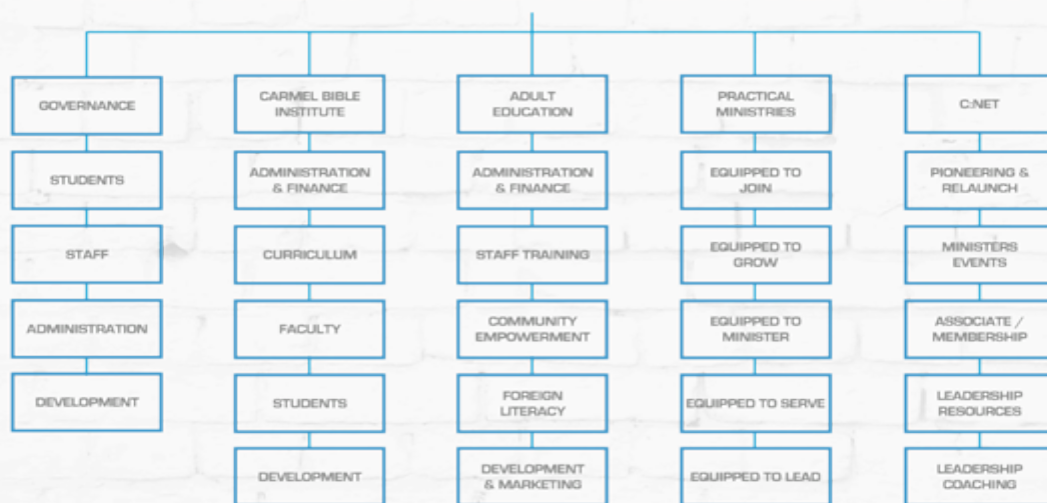 GOVERNANCE
STUDENTS
STAFF
ADMINISTRATION
DEVELOPMENT
CARMEL BIBLE
INSTITUTE
ADMINISTRATION
& FINANCE
CURRICULUM
FACULTY
STUDENTS
DEVELOPMENT
ADULT
EDUCATION
ADMINISTRATION
& FINANCE
STAFF TRAINING
COMMUNITY
EMPOWERMENT
FOREIGN
LITERACY
DEVELOPMENT
& MARKETING
PRACTICAL
MINISTRIES
EQUIPPED TO
JOIN
EQUIPPED TO
GROW
EQUIPPED TO
MINISTER
EQUIPPED TO SERVE
EQUIPPED TO LEAD
C:NET
PIONEERING &
RELAUNCH
MINISTERS
EVENTS
ASSOCIATE /
MEMBERSHIP
LEADERSHIP
RESOURCES
LEADERSHIP
COACHING